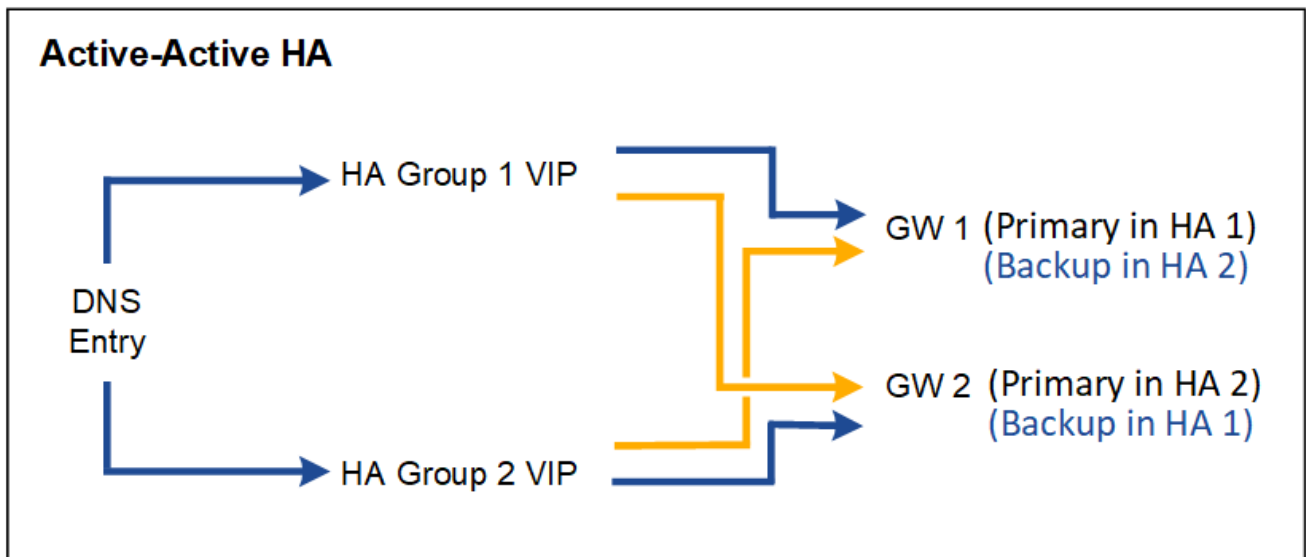 Active-Active HA
HA Group 1 VIP
GW 1 (Primary in HA 1)
(Backup in HA 2)
DNS
Entry
GW 2 (Primary in HA 2)
(Backup in HA 1)
HA Group 2 VIP